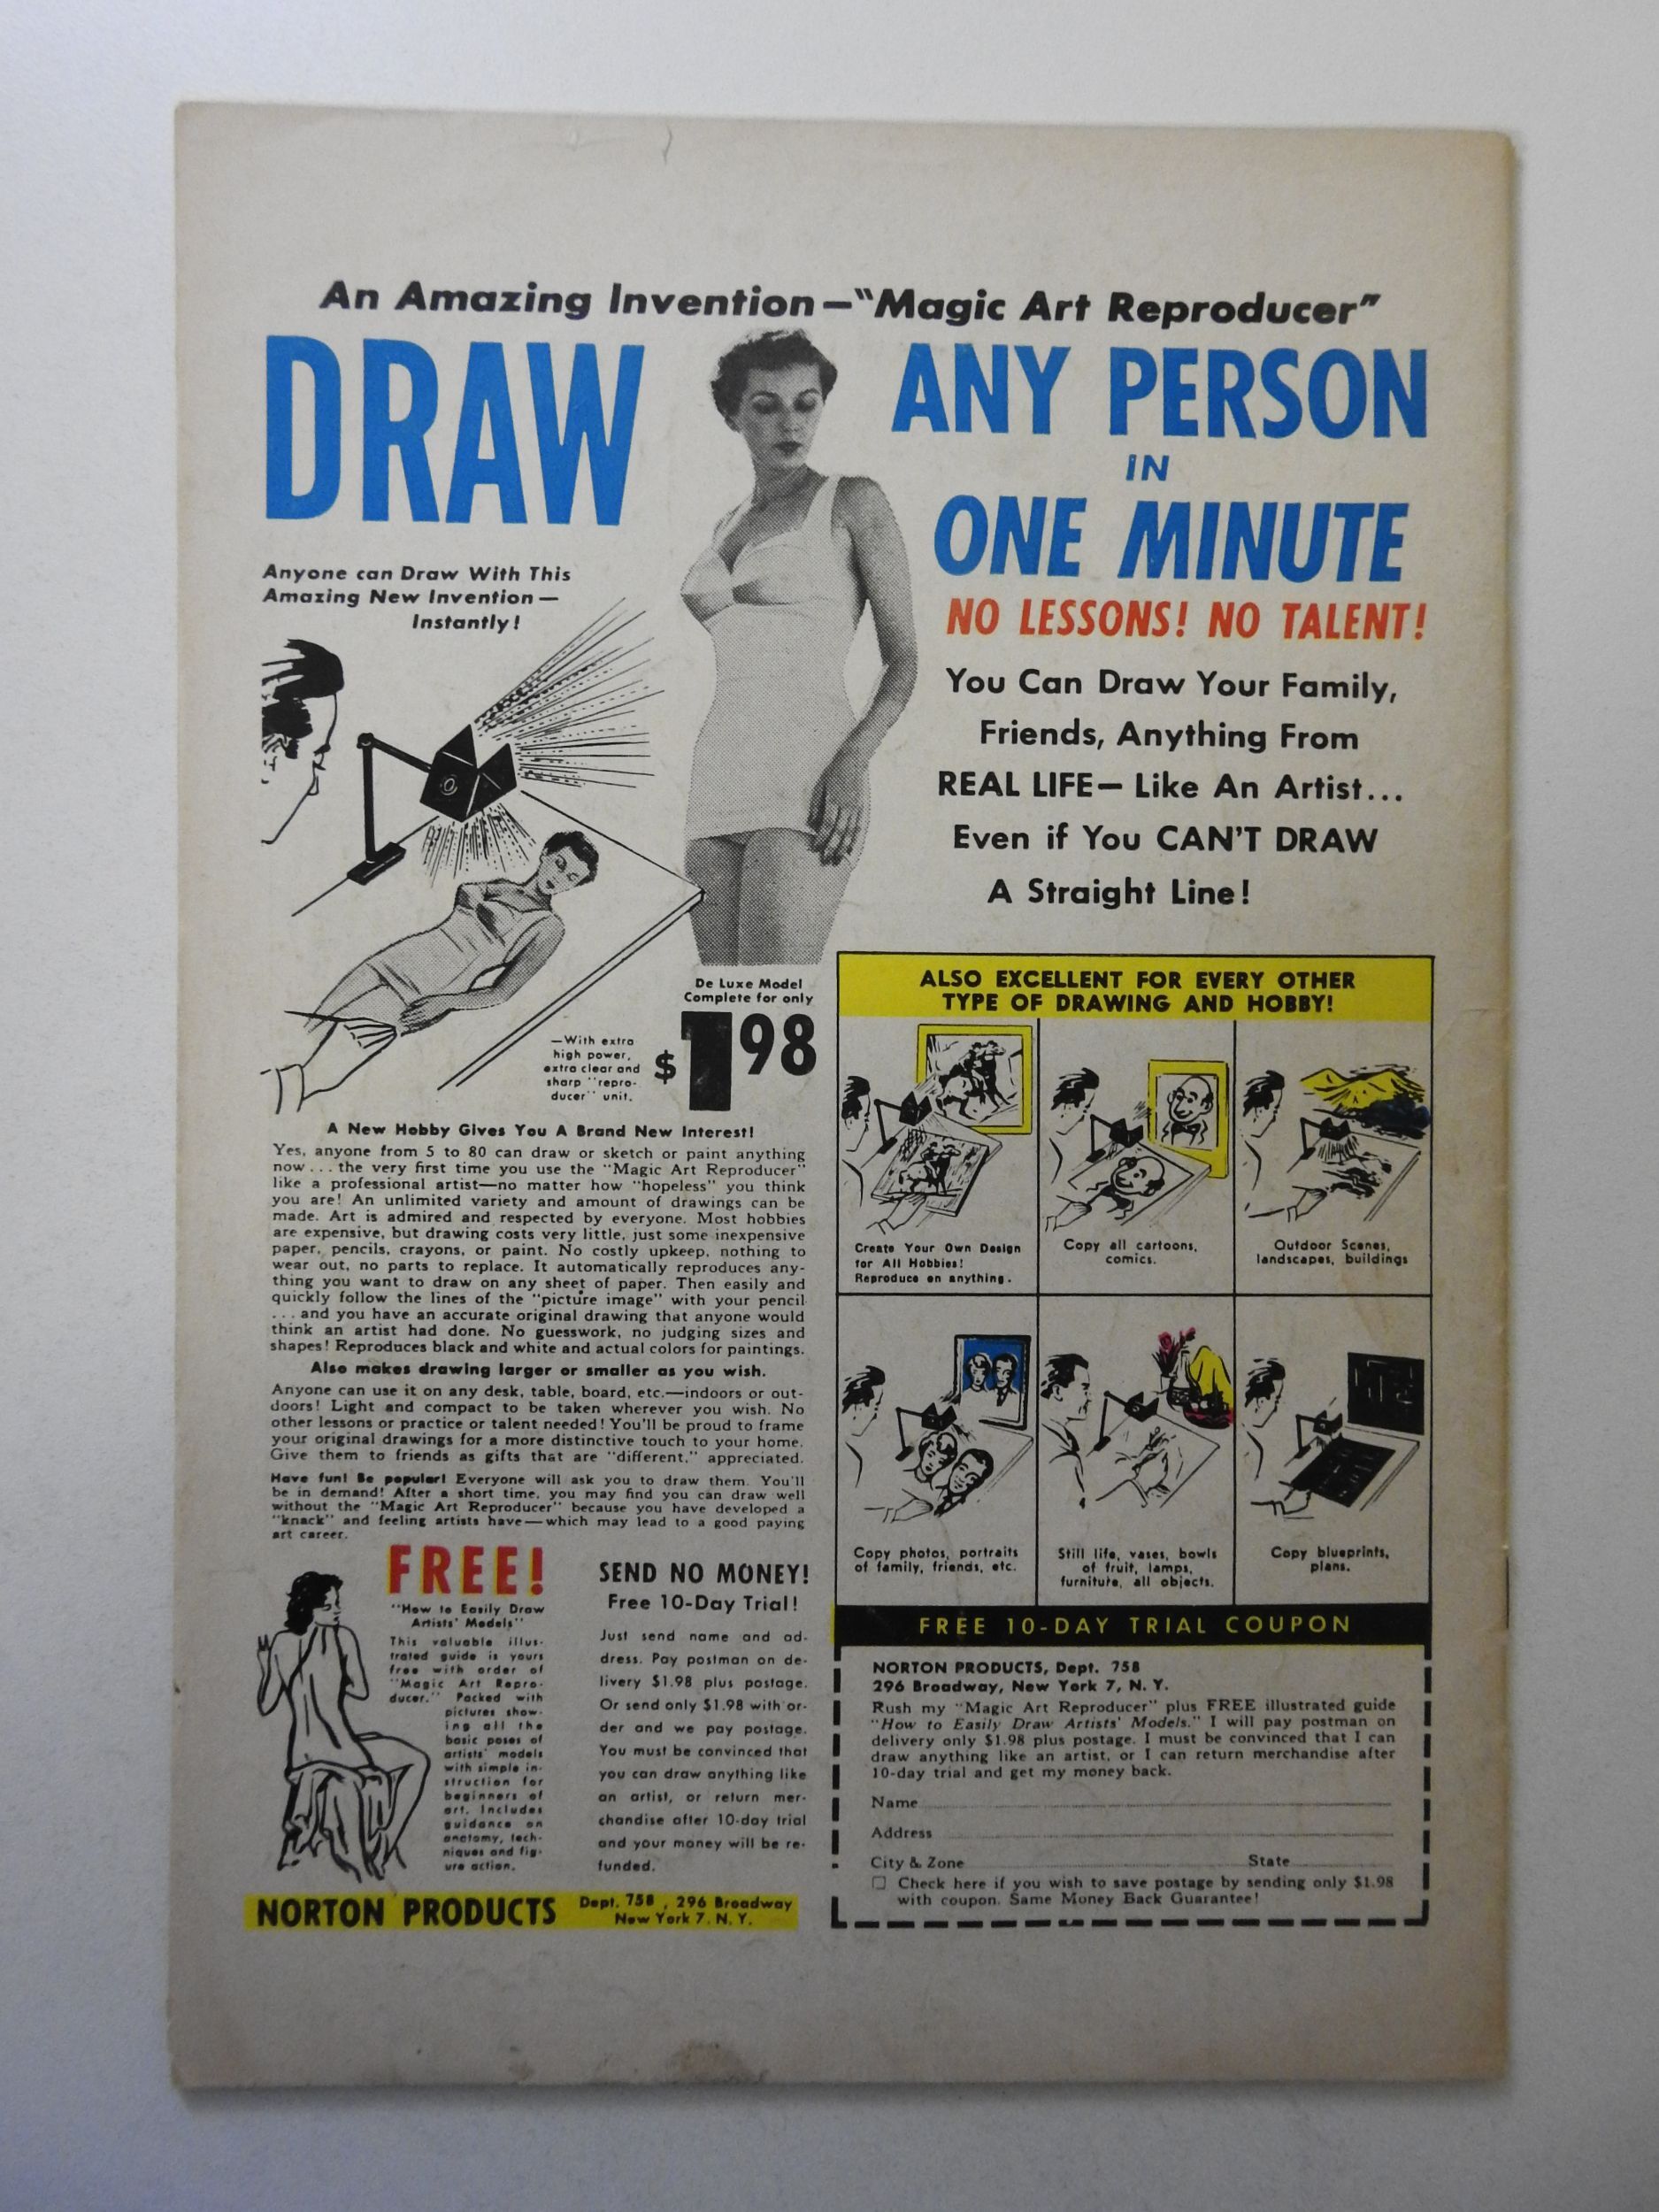 An Amazing Invention—"Magic Art Reproducer"
DRAW
ANY PERSON
IN
ONE MINUTE
NO LESSONS! NO TALENT!
Anyone can Draw With This
Amazing New Invention—
Instantly!
You Can Draw Your Family,
Friends, Anything From
REAL LIFE— Like An Artist...
Even if You CAN'T DRAW
A Straight Line!
De Luxe Model
Complete for only
$198
—With extra
high power,
extra clear and
sharp "repro-
ducer" unit.
A New Hobby Gives You A Brand New Interest!
Yes, anyone from 5 to 80 can draw or sketch or paint anything
now...the very first time you use the "Magic Art Reproducer"
like a professional artist—no matter how "hopeless" you think
you are! An unlimited variety and amount of drawings can be
made. Art is admired and respected by everyone. Most hobbies
are expensive, but drawing costs very little, just some inexpensive
paper, pencils, crayons, or paint. No costly upkeep, nothing to
wear out, no parts to replace. It automatically reproduces any-
thing you want to draw on any sheet of paper. Then easily and
quickly follow the lines of the "picture image" with your pencil
...and you have an accurate original drawing that anyone would
think an artist had done. No guesswork, no judging sizes and
shapes! Reproduces black and white and actual colors for paintings.
Also makes drawing larger or smaller as you wish.
Anyone can use it on any desk, table, board, etc.—indoors or out-
doors! Light and compact to be taken wherever you wish. No
other lessons or practice or talent needed! You'll be proud to frame
your original drawings for a more distinctive touch to your home.
Give them to friends as gifts that are "different," appreciated.
Have fun! Be popular! Everyone will ask you to draw them. You'll
be in demand! After a short time, you may find you can draw well
without the "Magic Art Reproducer" because you have developed a
"knack" and feeling artists have—which may lead to a good paying
art career.
FREE!
"How to Easily Draw
Artists' Models"
This valuable illus-
trated guide is yours
free with order of
"Magic Art Repro-
ducer." Packed with
pictures show-
ing all the
basic poses of
artists' models
with simple in-
struction for
beginners of
art. Includes
guidance on
anatomy, tech-
niques and fig-
ure action.
SEND NO MONEY!
Free 10-Day Trial!
Just send name and ad-
dress. Pay postman on de-
livery $1.98 plus postage.
Or send only $1.98 with or-
der and we pay postage.
You must be convinced that
you can draw anything like
an artist, or return mer-
chandise after 10-day trial
and your money will be re-
funded.
NORTON PRODUCTS
Dept. 758, 296 Broadway
New York 7, N. Y.
ALSO EXCELLENT FOR EVERY OTHER
TYPE OF DRAWING AND HOBBY!
Create Your Own Design
for All Hobbies!
Reproduce on anything.
Copy all cartoons,
comics.
Outdoor Scenes,
landscapes, buildings
Copy photos, portraits
of family, friends, etc.
Still life, vases, bowls
of fruit, lamps,
furniture, all objects.
Copy blueprints,
plans.
FREE 10-DAY TRIAL COUPON
NORTON PRODUCTS, Dept. 758
296 Broadway, New York 7, N. Y.
Rush my "Magic Art Reproducer" plus FREE illustrated guide
"How to Easily Draw Artists' Models." I will pay postman on
delivery only $1.98 plus postage. I must be convinced that I can
draw anything like an artist, or I can return merchandise after
10-day trial and get my money back.
Name
Address
City & Zone State
☐ Check here if you wish to save postage by sending only $1.98
with coupon. Same Money Back Guarantee!